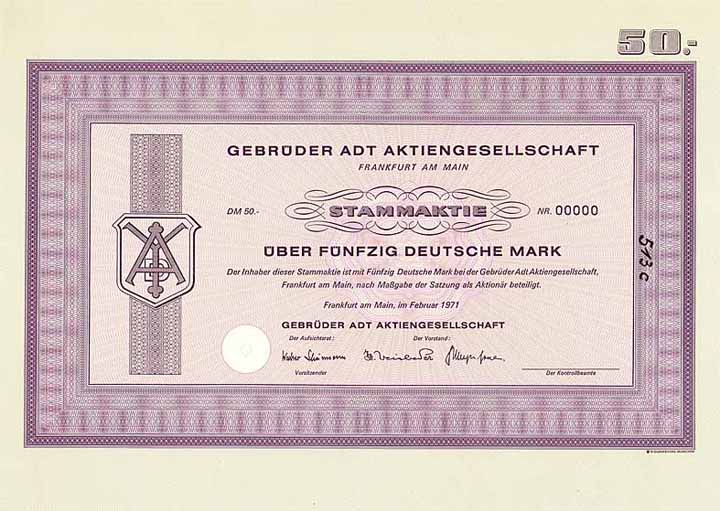 50.-
GEBRÜDER ADT AKTIENGESELLSCHAFT
FRANKFURT AM MAIN
DM 50.- STAMMAKTIE NR. 00000
ÜBER FÜNFZIG DEUTSCHE MARK
Der Inhaber dieser Stammaktie ist mit Fünfzig Deutsche Mark bei der Gebrüder Adt Aktiengesellschaft,
Frankfurt am Main, nach Maßgabe der Satzung als Aktionär beteiligt.
Frankfurt am Main, im Februar 1971
GEBRÜDER ADT AKTIENGESELLSCHAFT
Der Aufsichtsrat: Der Vorstand:
Vorsitzender Der Kontrollbeamte
513 c